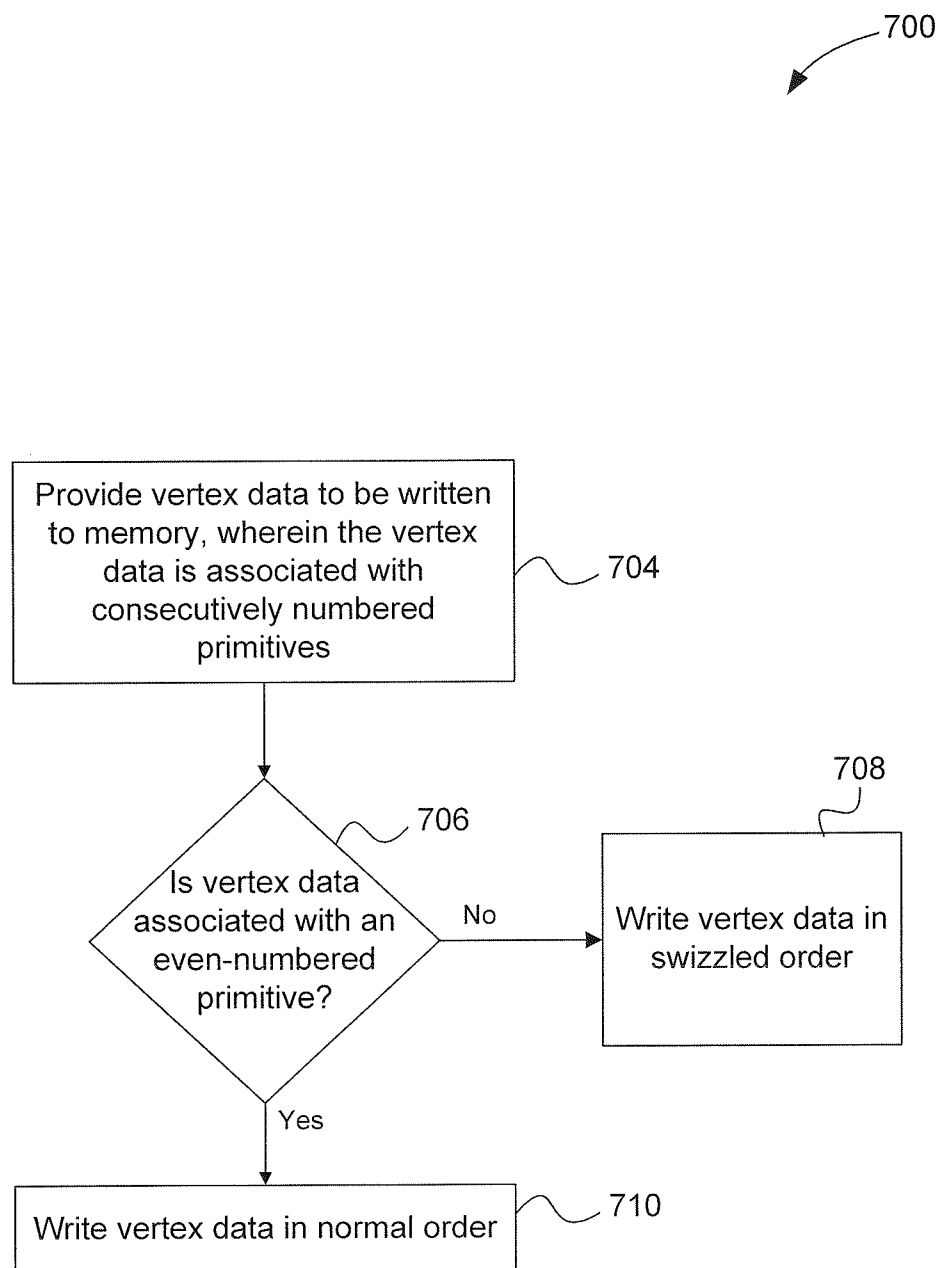 700
Provide vertex data to be written
to memory, wherein the vertex
data is associated with
consecutively numbered
primitives
704
706
Is vertex data
associated with an
even-numbered
primitive?
No
708
Write vertex data in
swizzled order
Yes
Write vertex data in normal order
710